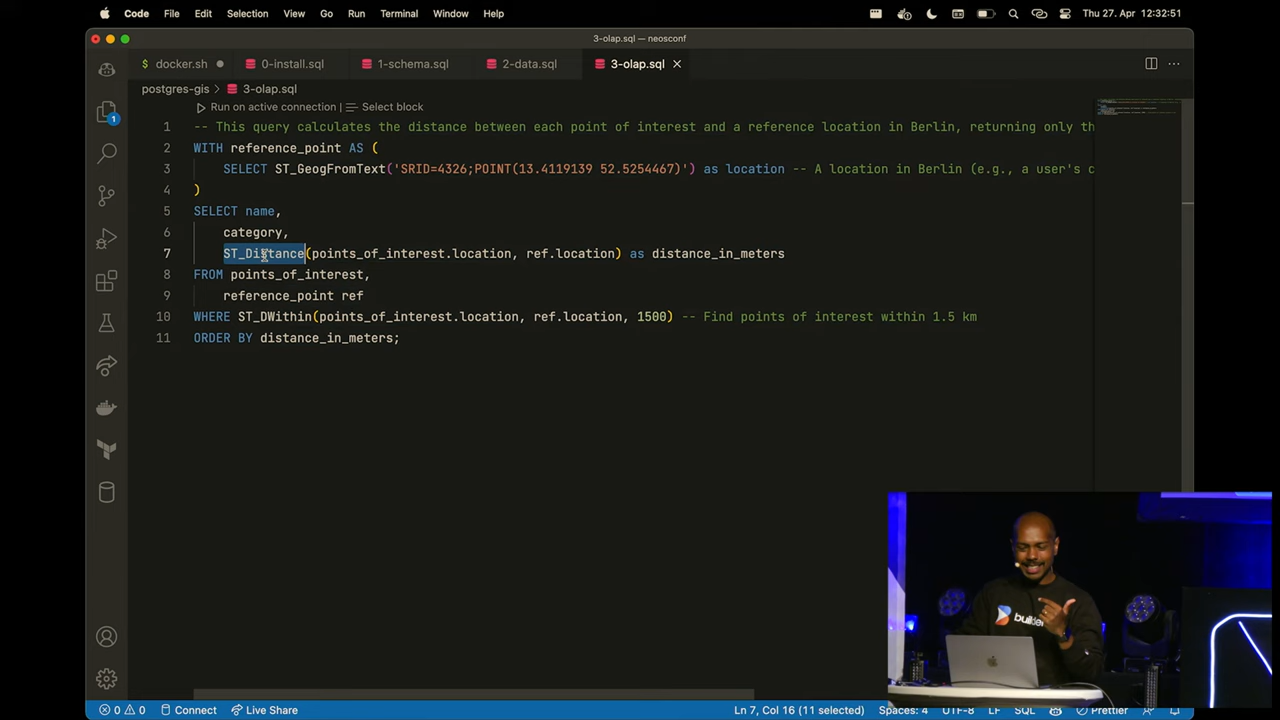 Code File Edit Selection View Go Run Terminal Window Help Thu 27. Apr 12:32:51
3-olap.sql — neosconf
docker.sh 0-install.sql 1-schema.sql 2-data.sql 3-olap.sql
postgres-gis > 3-olap.sql
Run on active connection | Select block
1 -- This query calculates the distance between each point of interest and a reference location in Berlin, returning only th
2 WITH reference_point AS (
3 SELECT ST_GeogFromText('SRID=4326;POINT(13.4119139 52.5254467)') as location -- A location in Berlin (e.g., a user's c
4 )
5 SELECT name,
6 category,
7 ST_Distance(points_of_interest.location, ref.location) as distance_in_meters
8 FROM points_of_interest,
9 reference_point ref
10 WHERE ST_DWithin(points_of_interest.location, ref.location, 1500) -- Find points of interest within 1.5 km
11 ORDER BY distance_in_meters;
1
builder
0 0 Connect Live Share Ln 7, Col 16 (11 selected) Spaces: 4 UTF-8 LF SQL Prettier